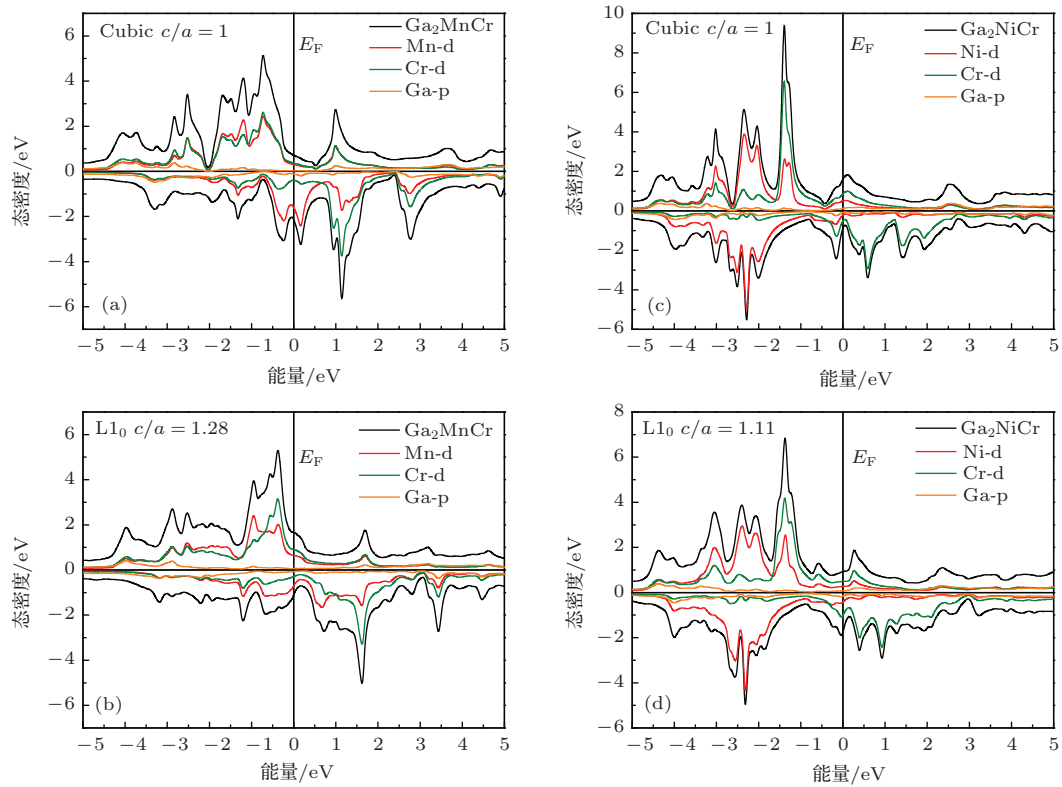 Cubic c/a = 1
E_F
Ga₂MnCr
Mn-d
Cr-d
Ga-p
6
4
2
0
−2
−4
−6
态密度/eV
(a)
−5 −4 −3 −2 −1 0 1 2 3 4 5
能量/eV
Cubic c/a = 1
E_F
Ga₂NiCr
Ni-d
Cr-d
Ga-p
10
8
6
4
2
0
−2
−4
−6
态密度/eV
(c)
−5 −4 −3 −2 −1 0 1 2 3 4 5
能量/eV
L1₀ c/a = 1.28
E_F
Ga₂MnCr
Mn-d
Cr-d
Ga-p
6
4
2
0
−2
−4
−6
态密度/eV
(b)
−5 −4 −3 −2 −1 0 1 2 3 4 5
能量/eV
L1₀ c/a = 1.11
E_F
Ga₂NiCr
Ni-d
Cr-d
Ga-p
8
6
4
2
0
−2
−4
−6
态密度/eV
(d)
−5 −4 −3 −2 −1 0 1 2 3 4 5
能量/eV